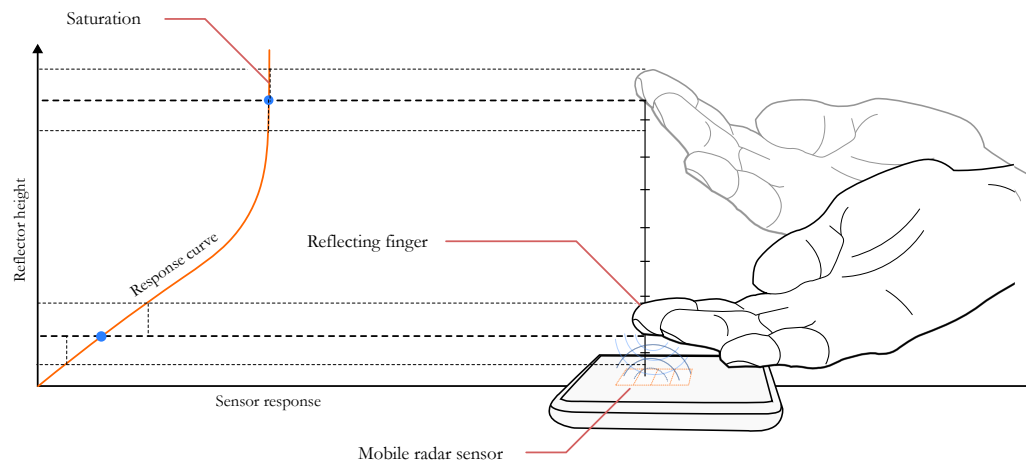 Saturation
Reflector height
Response curve
Reflecting finger
Sensor response
Mobile radar sensor